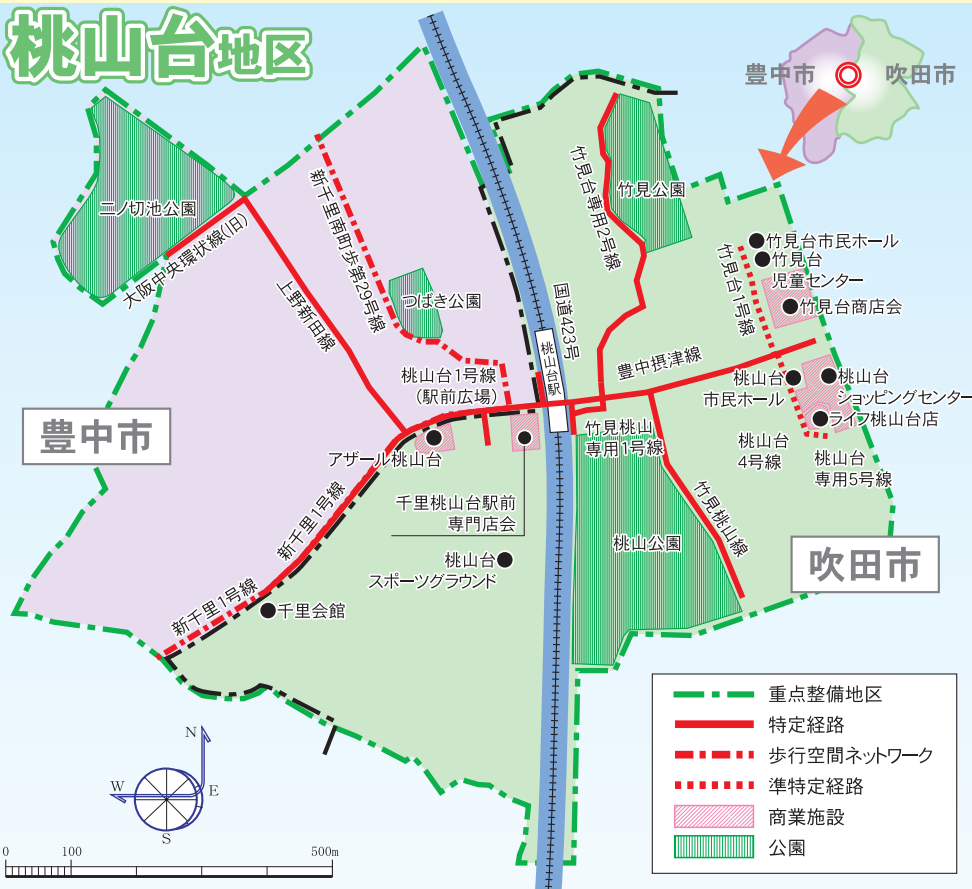 桃山台地区
豊中市
吹田市
二ノ切池公園
大阪中央環状線(旧)
新千里南町歩第29号線
上野新田線
つばき公園
竹見台専用2号線
竹見公園
竹見台市民ホール
竹見台
児童センター
竹見台1号線
竹見台商店会
国道423号
桃山台駅
豊中摂津線
桃山台1号線
(駅前広場)
桃山台
市民ホール
桃山台
ショッピングセンター
ライフ桃山台店
豊中市
アザール桃山台
竹見桃山
専用1号線
桃山台
4号線
桃山台
専用5号線
新千里1号線
千里桃山台駅前
専門店会
竹見桃山線
桃山公園
吹田市
桃山台
スポーツグラウンド
新千里1号線
千里会館
重点整備地区
特定経路
歩行空間ネットワーク
準特定経路
商業施設
公園
N
W
E
S
0 100 500m